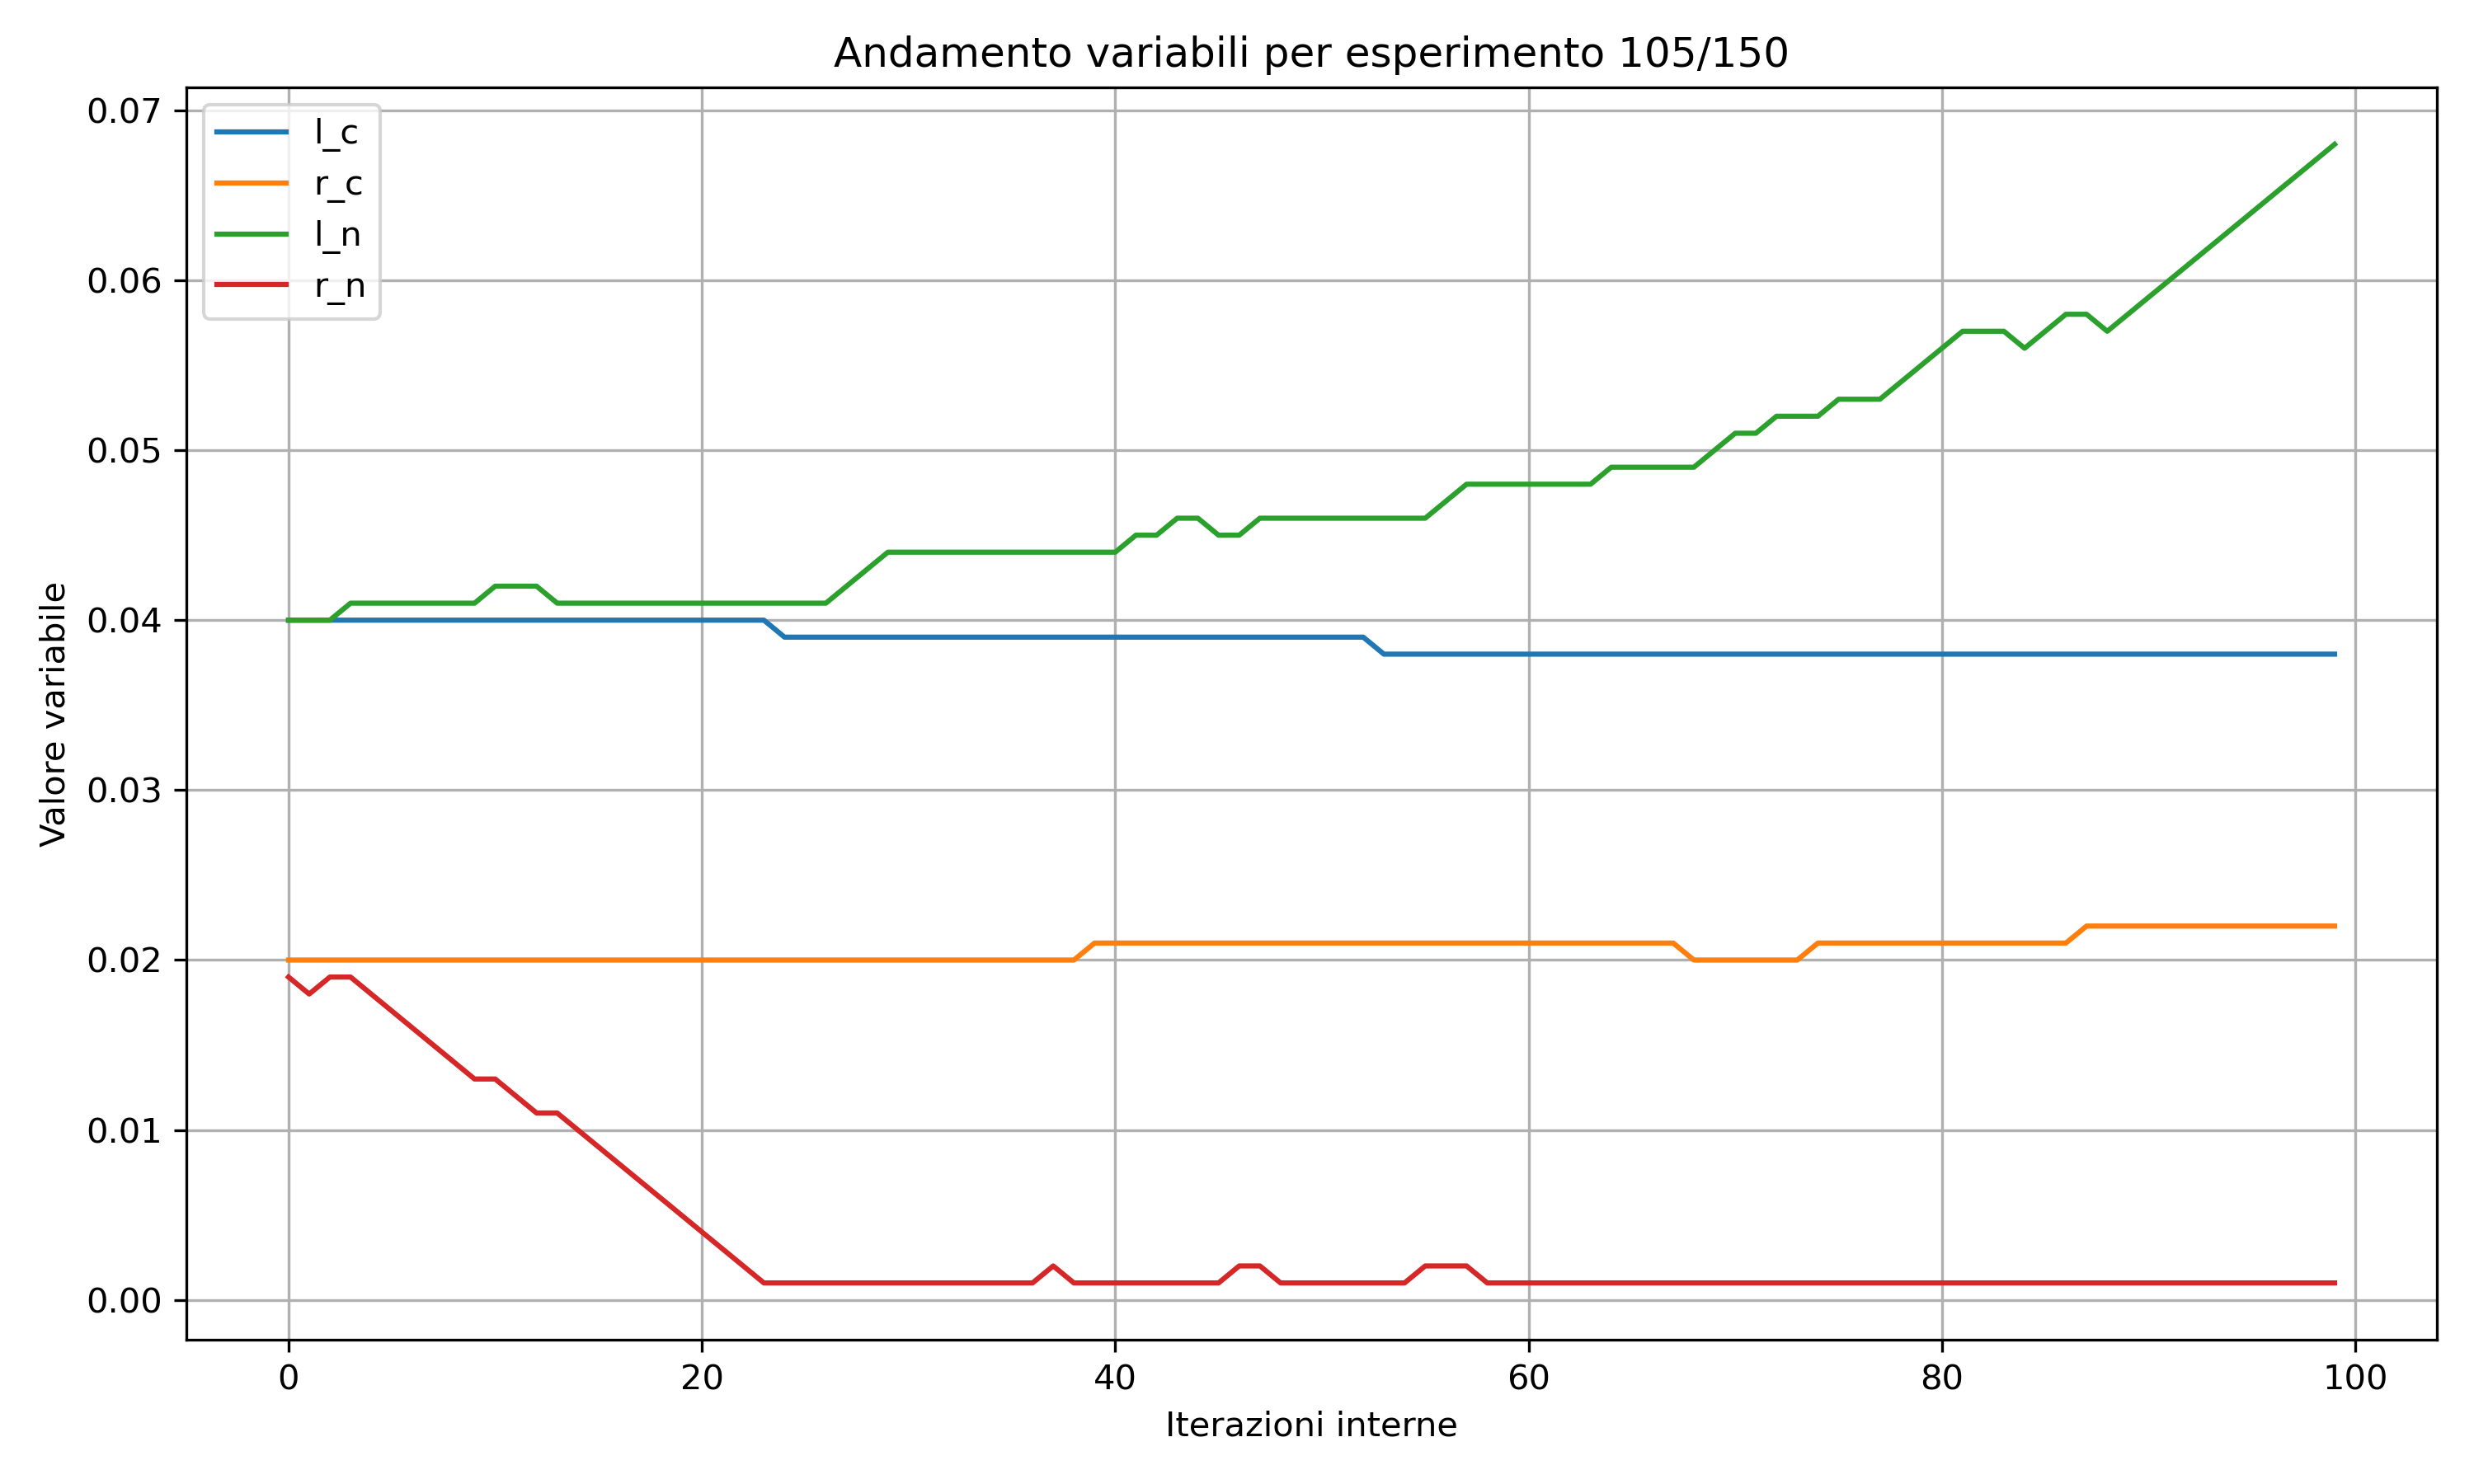 Andamento variabili per esperimento 105/150
0.07
0.06
0.05
0.04
0.03
0.02
0.01
0.00
l_c
r_c
l_n
r_n
Valore variabile
0 20 40 60 80 100
Iterazioni interne